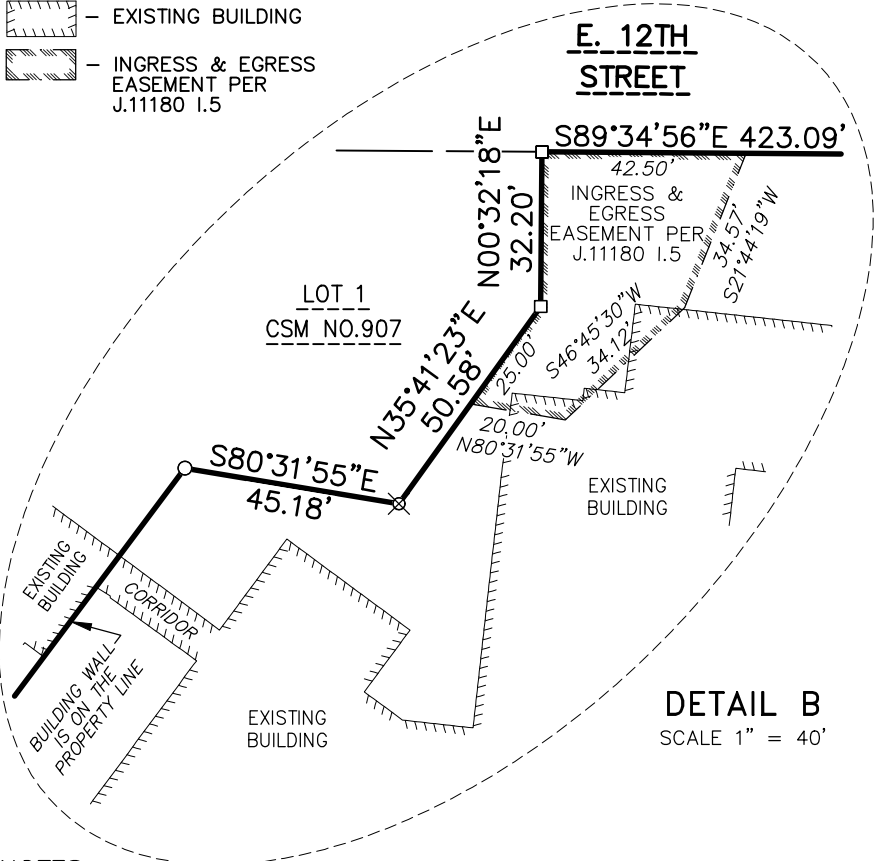 – EXISTING BUILDING
– INGRESS & EGRESS
EASEMENT PER
J.11180 I.5
E. 12TH
STREET
S89°34'56"E 423.09'
42.50'
INGRESS &
EGRESS
EASEMENT PER
J.11180 I.5
N00°32'18"E
32.20'
34.57'
S21°44'19"W
LOT 1
CSM NO.907
N35°41'23"E
50.58'
25.00'
S46°45'30"W
34.12'
20.00'
N80°31'55"W
S80°31'55"E
45.18'
EXISTING
BUILDING
EXISTING
BUILDING
CORRIDOR
BUILDING WALL
IS ON THE
PROPERTY LINE
EXISTING
BUILDING
DETAIL B
SCALE 1" = 40'